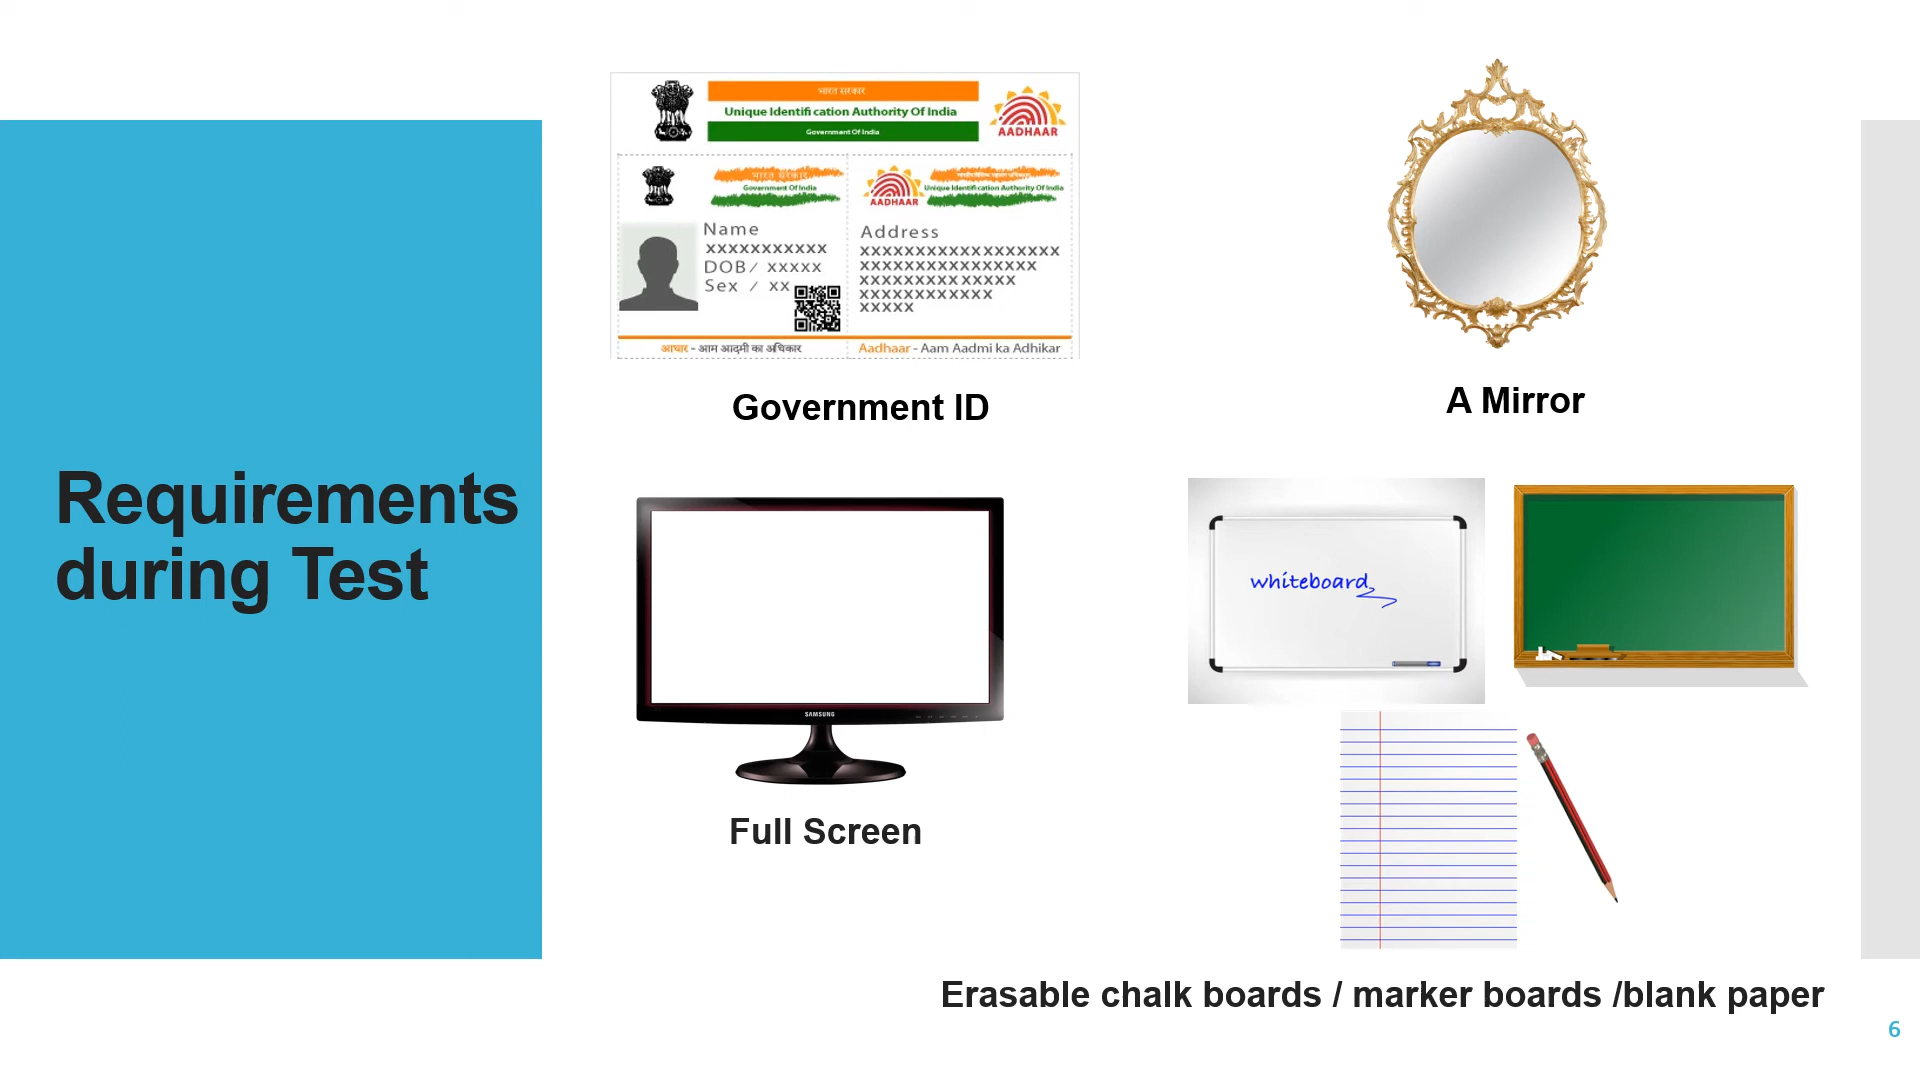 Requirements
during Test
भारत सरकार
Unique Identification Authority Of India
Government Of India
AADHAAR
भारत सरकार
Government Of India
AADHAAR
Unique Identification Authority Of India
Name
XXXXXXXXXXX
DOB/ XXXXX
Sex / XX
Address
XXXXXXXXXXXXXXXXXX
XXXXXXXXXXXXXXXX
XXXXXXXXXXXXXX
XXXXXXXXXXXX
XXXXX
आधार - आम आदमी का अधिकार
Aadhaar - Aam Aadmi ka Adhikar
Government ID
A Mirror
SAMSUNG
Full Screen
whiteboard
Erasable chalk boards / marker boards /blank paper
6